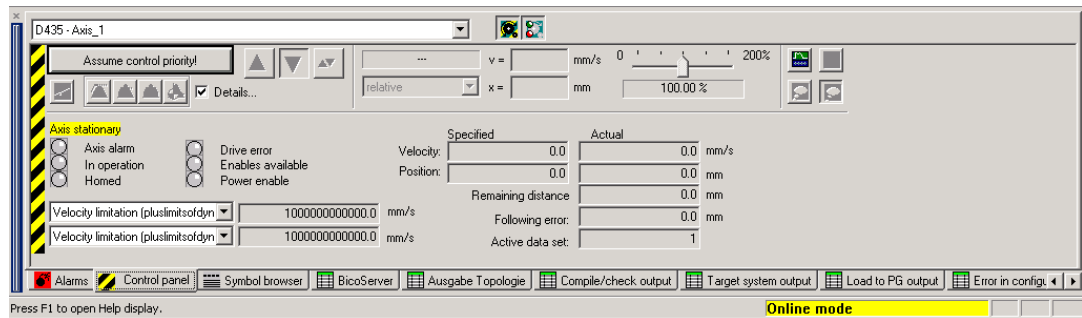 D435 - Axis_1
Assume control priority!
---
v =
mm/s
0
200%
Details...
relative
x =
mm
100.00 %
Axis stationary
Axis alarm
In operation
Homed
Drive error
Enables available
Power enable
Specified
Actual
Velocity:
0.0
0.0
mm/s
Position:
0.0
0.0
mm
Remaining distance
0.0
mm
Following error:
0.0
mm
Active data set:
1
Velocity limitation (pluslimitsofdyn
1000000000000.0
mm/s
Velocity limitation (pluslimitsofdyn
1000000000000.0
mm/s
Alarms
Control panel
Symbol browser
BicoServer
Ausgabe Topologie
Compile/check output
Target system output
Load to PG output
Error in configu
Press F1 to open Help display.
Online mode